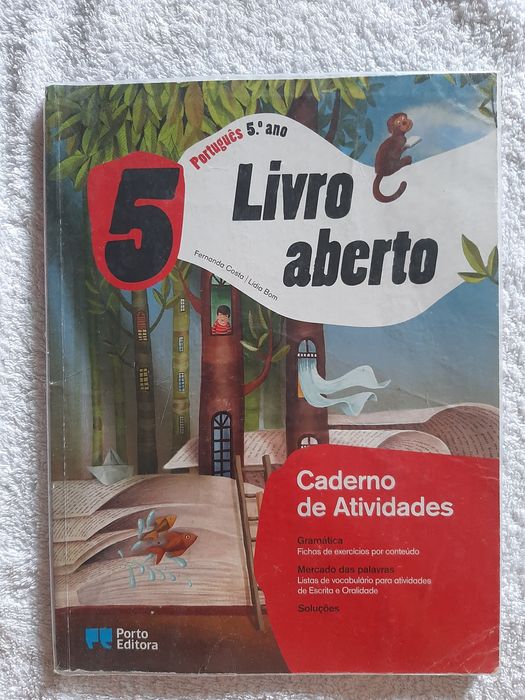 Português 5.º ano
5
Livro
aberto
Fernanda Costa | Lídia Bom
Caderno
de Atividades
Gramática
Fichas de exercícios por conteúdo
Mercado das palavras
Listas de vocabulário para atividades
de Escrita e Oralidade
Soluções
Porto
Editora